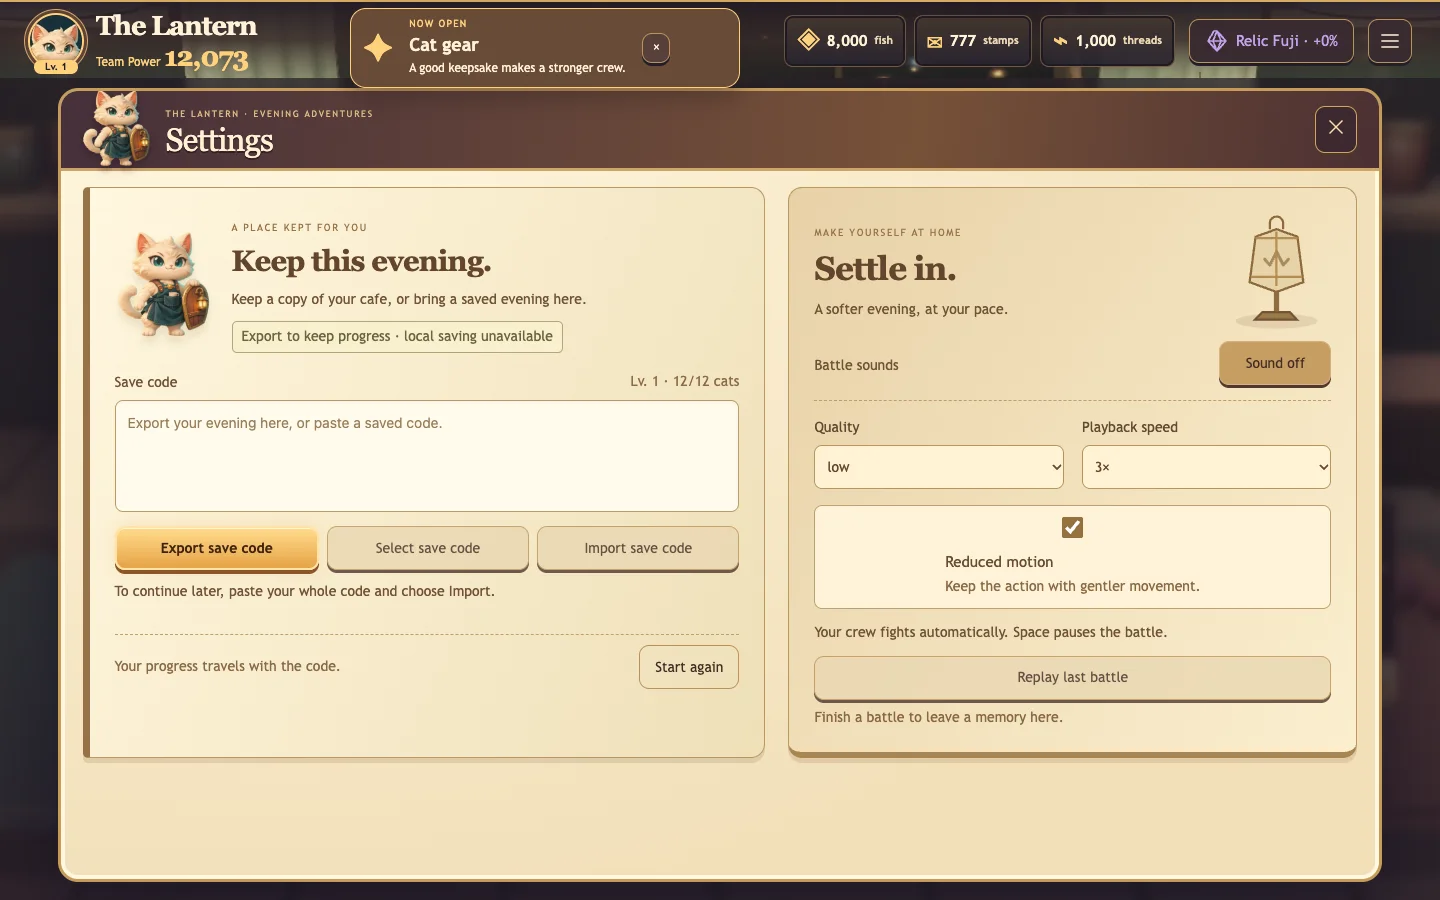 The Lantern
Team Power 12,073
Lv. 1
NOW OPEN
Cat gear
A good keepsake makes a stronger crew.
×
8,000 fish
777 stamps
1,000 threads
Relic Fuji · +0%
THE LANTERN · EVENING ADVENTURES
Settings
A PLACE KEPT FOR YOU
Keep this evening.
Keep a copy of your cafe, or bring a saved evening here.
Export to keep progress · local saving unavailable
Save code
Lv. 1 · 12/12 cats
Export your evening here, or paste a saved code.
Export save code
Select save code
Import save code
To continue later, paste your whole code and choose Import.
Your progress travels with the code.
Start again
MAKE YOURSELF AT HOME
Settle in.
A softer evening, at your pace.
Battle sounds
Sound off
Quality
Playback speed
low
3×
Reduced motion
Keep the action with gentler movement.
Your crew fights automatically. Space pauses the battle.
Replay last battle
Finish a battle to leave a memory here.